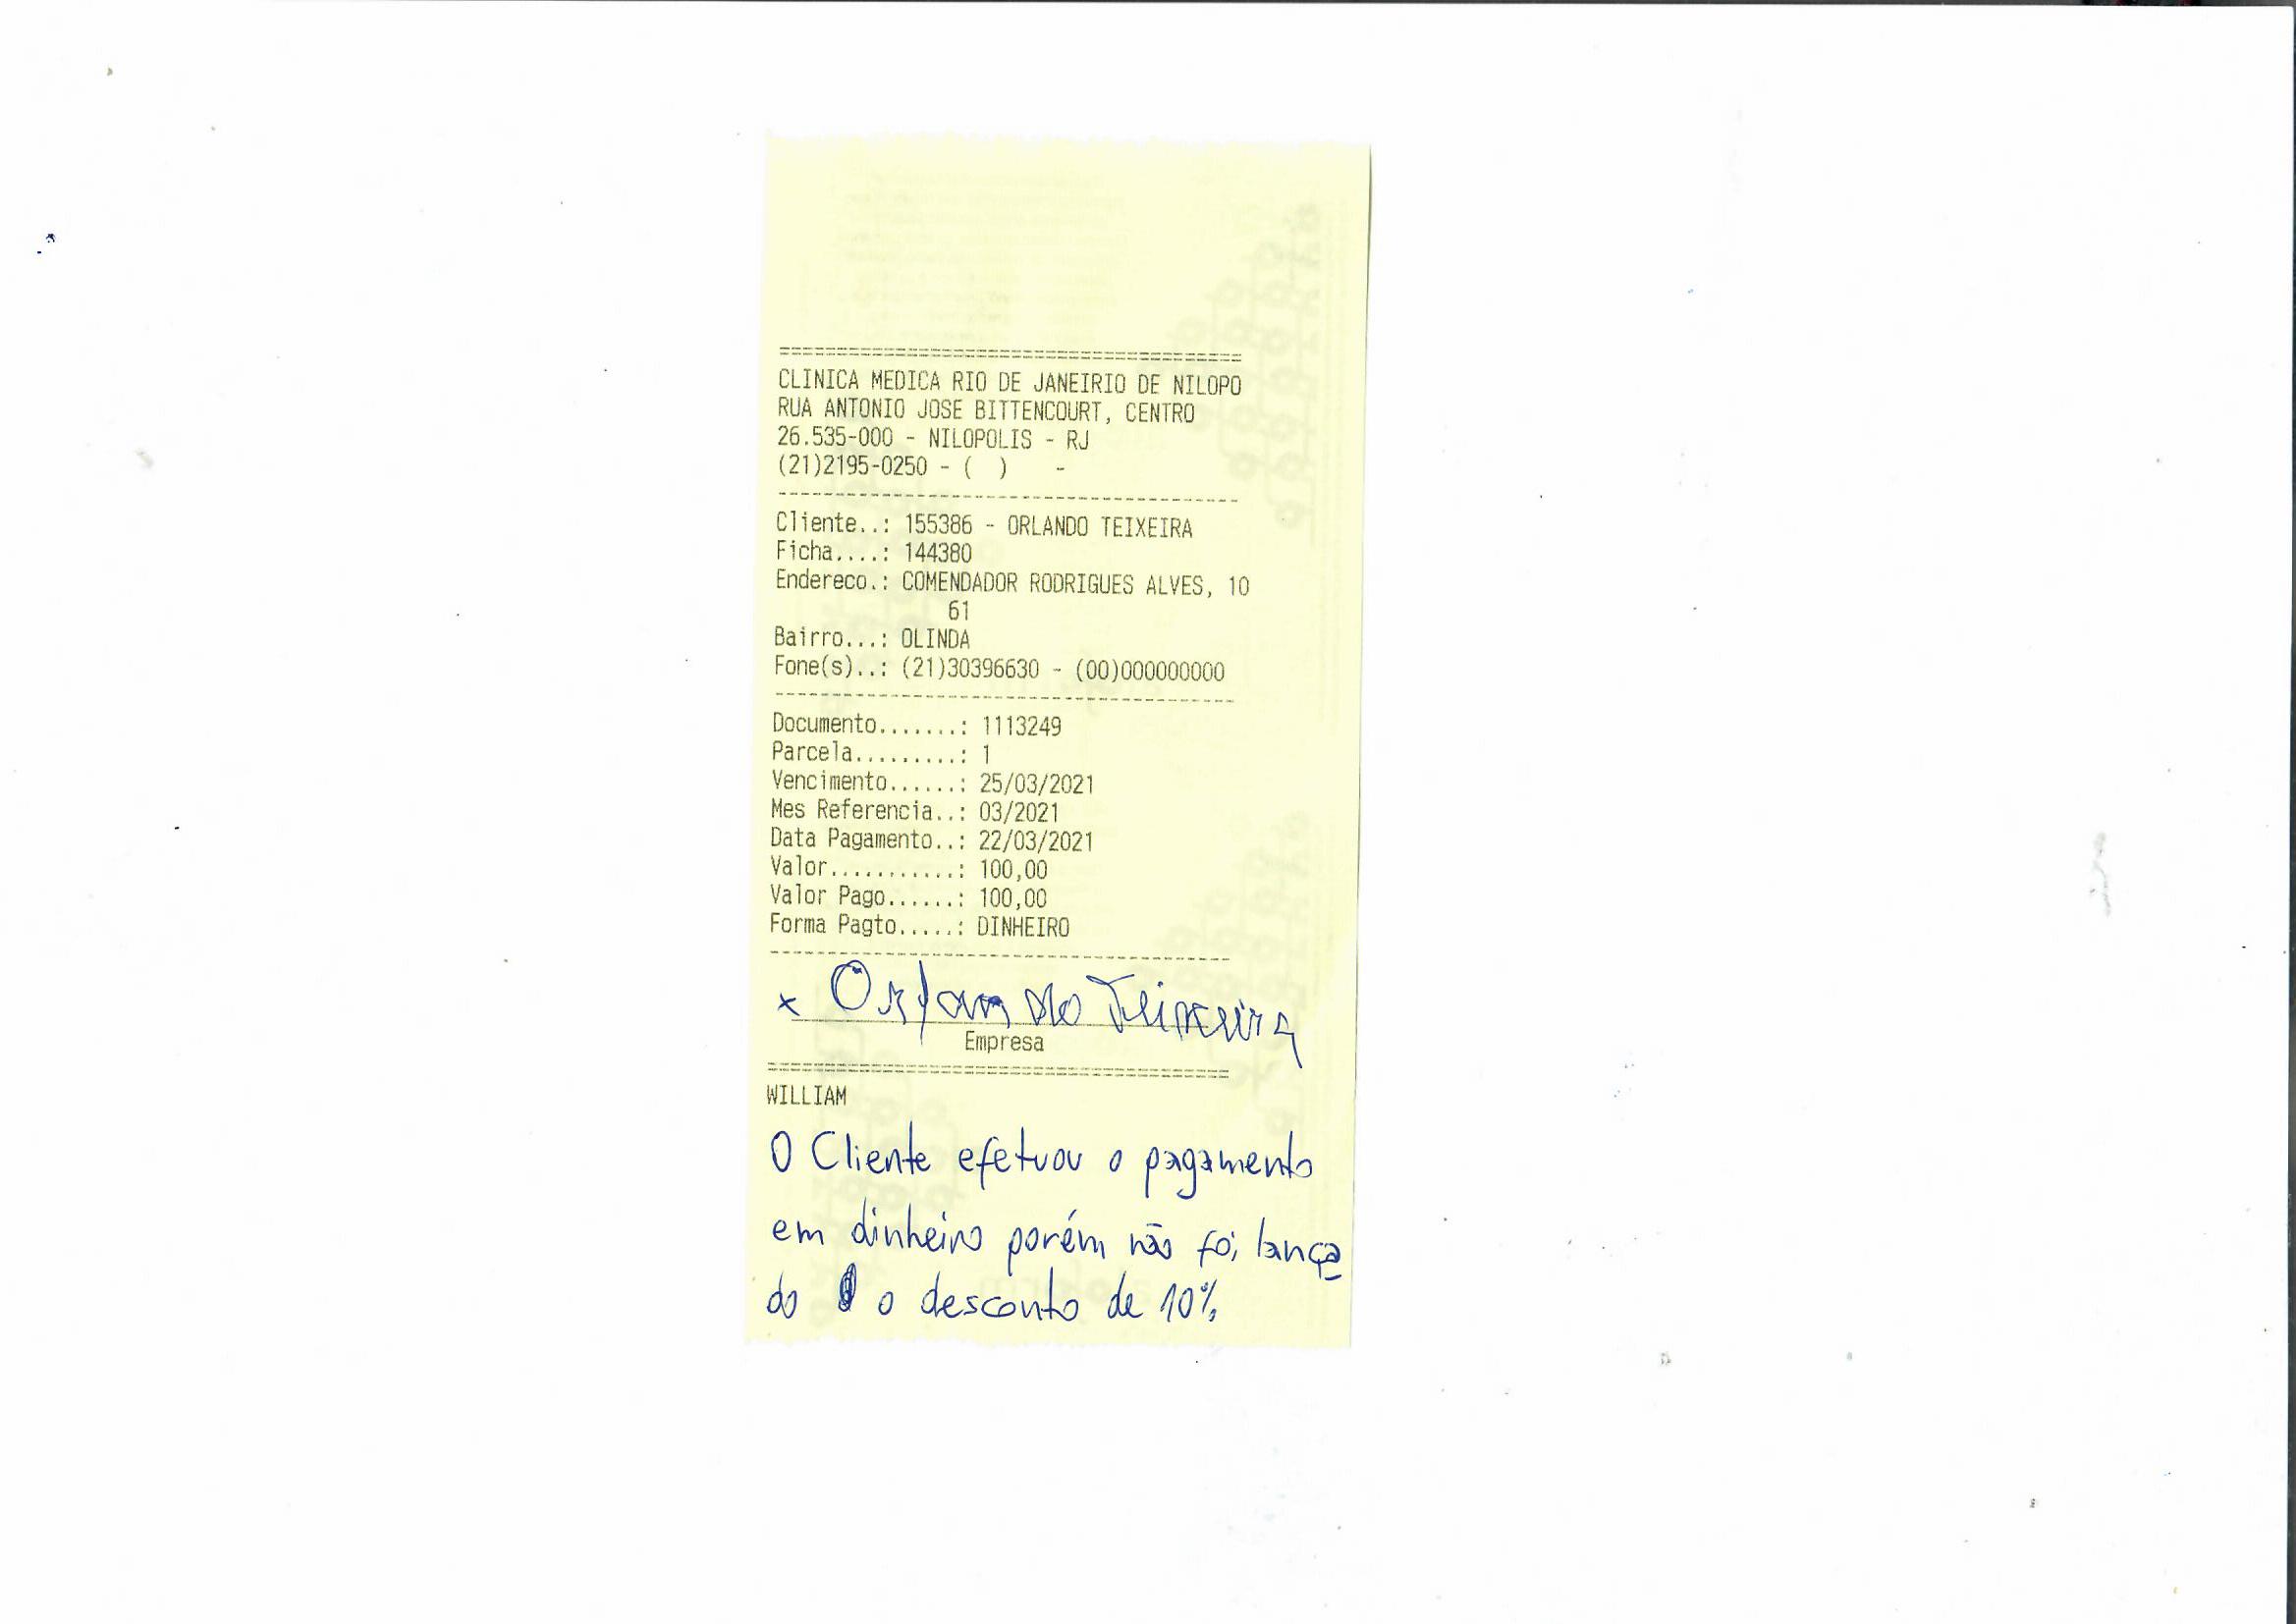 ========================================
CLINICA MEDICA RIO DE JANEIRIO DE NILOPO
RUA ANTONIO JOSE BITTENCOURT, CENTRO
26.535-000 - NILOPOLIS - RJ
(21)2195-0250 - (  )    -
----------------------------------------
Cliente..: 155386 - ORLANDO TEIXEIRA
Ficha....: 144380
Endereco.: COMENDADOR RODRIGUES ALVES, 10
61
Bairro...: OLINDA
Fone(s)..: (21)30396630 - (00)000000000
----------------------------------------
Documento.......: 1113249
Parcela.........: 1
Vencimento......: 25/03/2021
Mes Referencia..: 03/2021
Data Pagamento..: 22/03/2021
Valor...........: 100,00
Valor Pago......: 100,00
Forma Pagto.....: DINHEIRO
----------------------------------------
x Orlando Teixeira
Empresa
========================================
WILLIAM
O Cliente efetuou o pagamento
em dinheiro porém não foi lança
do o desconto de 10%